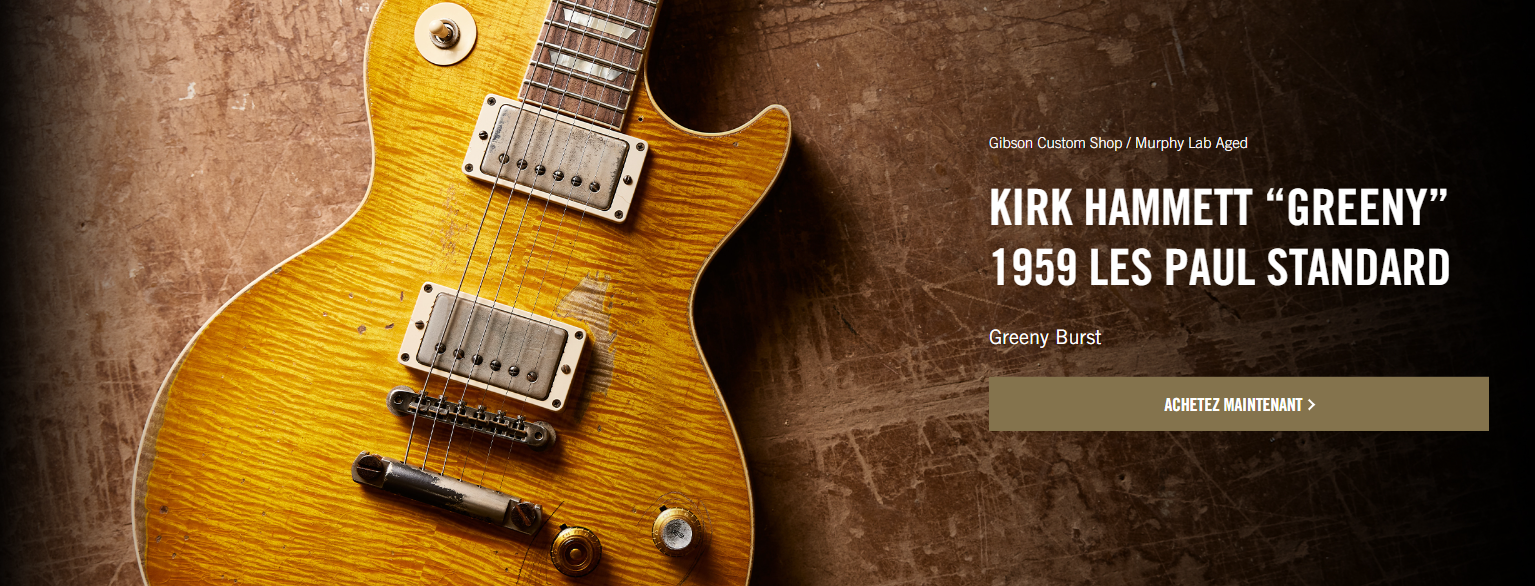 Gibson Custom Shop / Murphy Lab Aged
KIRK HAMMETT “GREENY”
1959 LES PAUL STANDARD
Greeny Burst
ACHETEZ MAINTENANT >